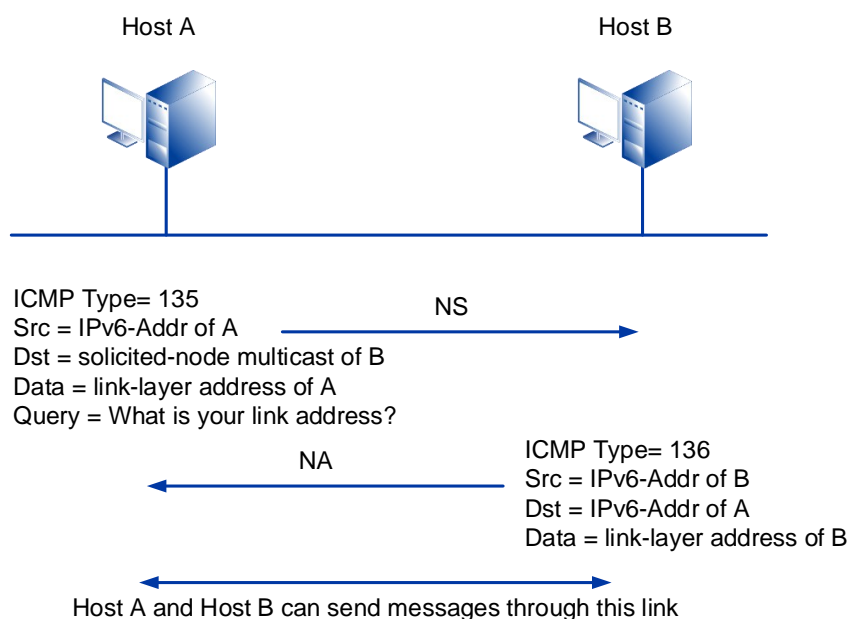 Host A
Host B
ICMP Type= 135
Src = IPv6-Addr of A
Dst = solicited-node multicast of B
Data = link-layer address of A
Query = What is your link address?
NS
NA
ICMP Type= 136
Src = IPv6-Addr of B
Dst = IPv6-Addr of A
Data = link-layer address of B
Host A and Host B can send messages through this link